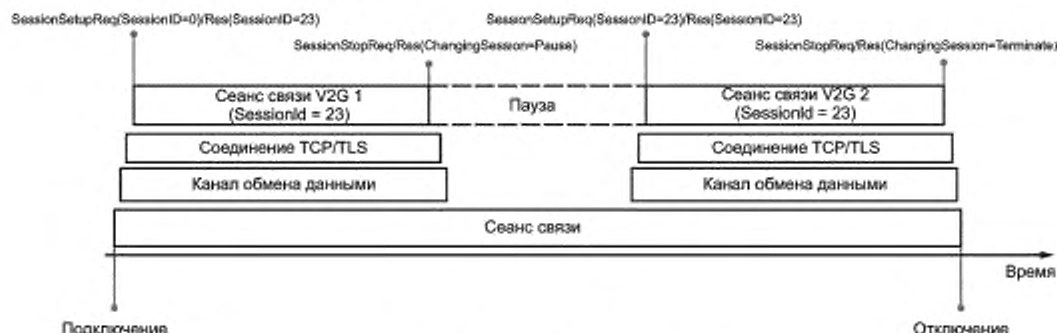 SessionSetupReq(SessionID=0)/Res(SessionID=23)
SessionSetupReq(SessionID=23)/Res(SessionID=23)
SessionStopReq/Res(ChangingSession=Pause)
SessionStopReq/Res(ChangingSession=Terminate)
Сеанс связи V2G 1
(SessionId = 23)
Пауза
Сеанс связи V2G 2
(SessionId = 23)
Соединение TCP/TLS
Соединение TCP/TLS
Канал обмена данными
Канал обмена данными
Сеанс связи
Время
Подключение
Отключение